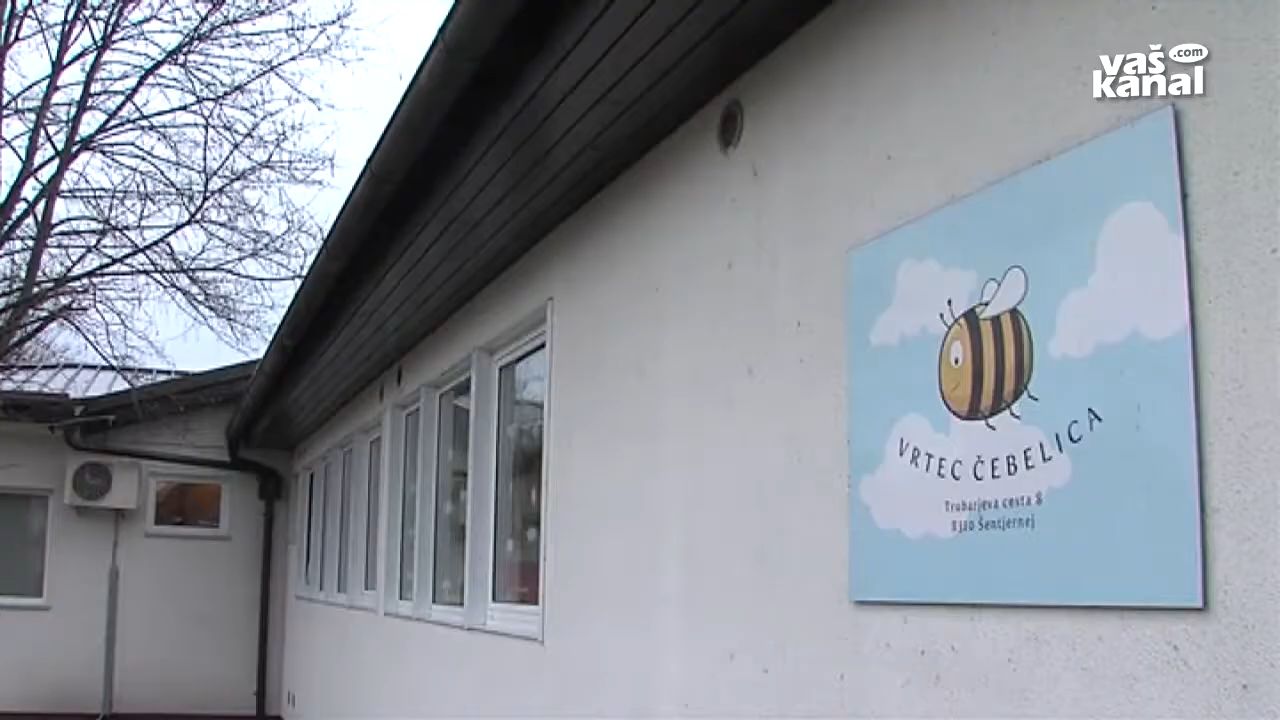 vaš .com
kanal
VRTEC ČEBELICA
Trubarjeva cesta 8
8310 Šentjernej